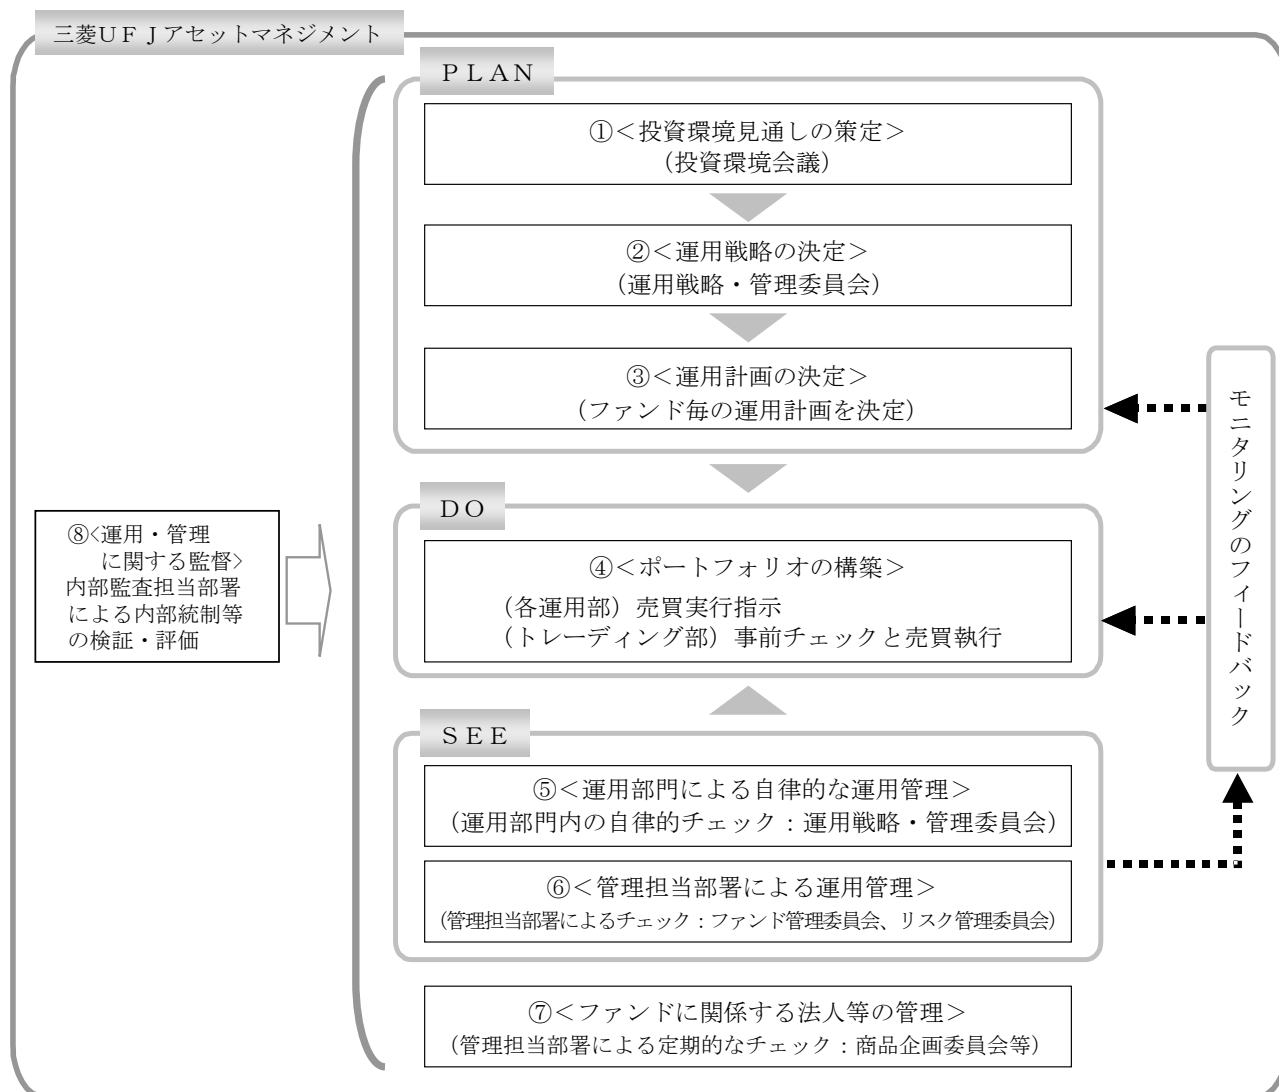 三菱ＵＦＪアセットマネジメント
ＰＬＡＮ
①＜投資環境見通しの策定＞
（投資環境会議）
②＜運用戦略の決定＞
（運用戦略・管理委員会）
③＜運用計画の決定＞
（ファンド毎の運用計画を決定）
ＤＯ
④＜ポートフォリオの構築＞
（各運用部）売買実行指示
（トレーディング部）事前チェックと売買執行
ＳＥＥ
⑤＜運用部門による自律的な運用管理＞
（運用部門内の自律的チェック：運用戦略・管理委員会）
⑥＜管理担当部署による運用管理＞
（管理担当部署によるチェック：ファンド管理委員会、リスク管理委員会）
⑦＜ファンドに関係する法人等の管理＞
（管理担当部署による定期的なチェック：商品企画委員会等）
⑧<運用・管理
に関する監督>
内部監査担当部署
による内部統制等
の検証・評価
モニタリングのフィードバック